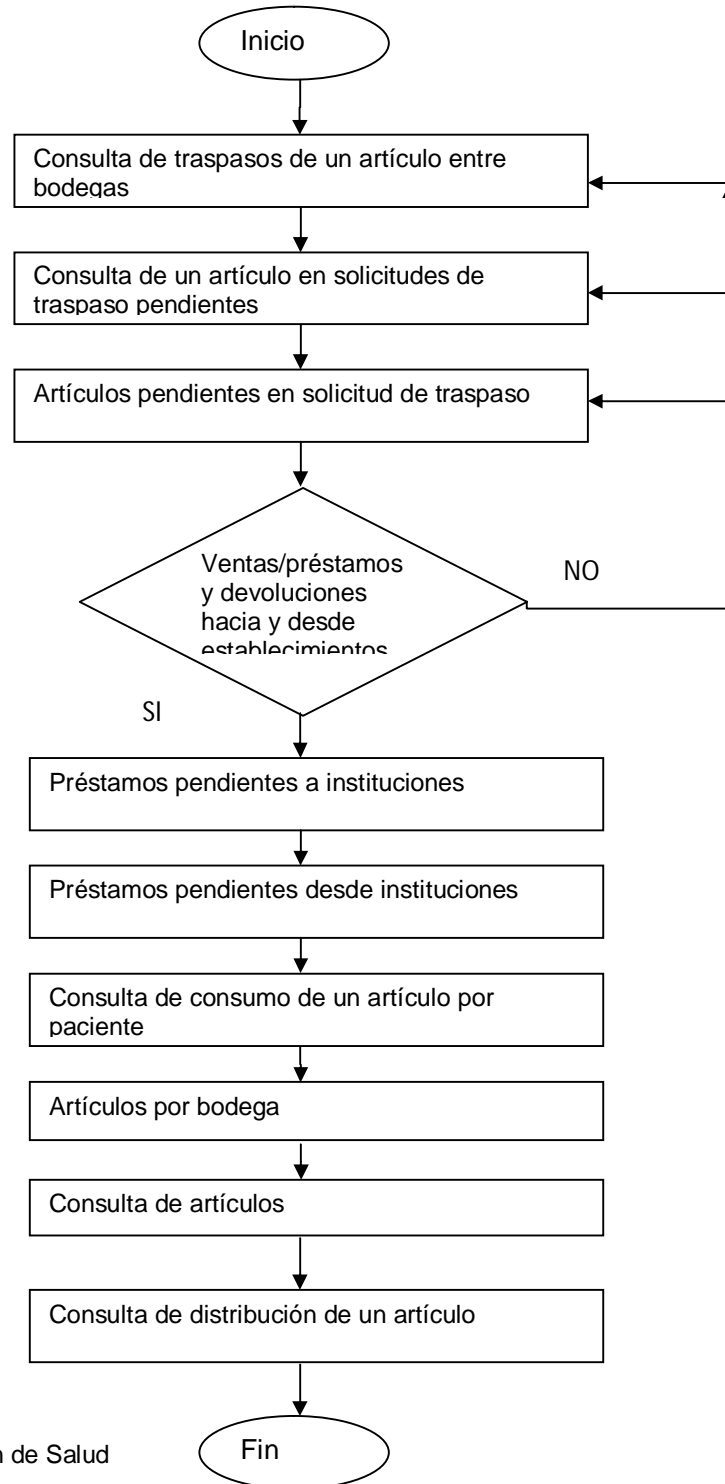 Inicio
Consulta de traspasos de un artículo entre
bodegas
Consulta de un artículo en solicitudes de
traspaso pendientes
Artículos pendientes en solicitud de traspaso
Ventas/préstamos
y devoluciones
hacia y desde
establecimientos
NO
SI
Préstamos pendientes a instituciones
Préstamos pendientes desde instituciones
Consulta de consumo de un artículo por
paciente
Artículos por bodega
Consulta de artículos
Consulta de distribución de un artículo
Fin
de Salud